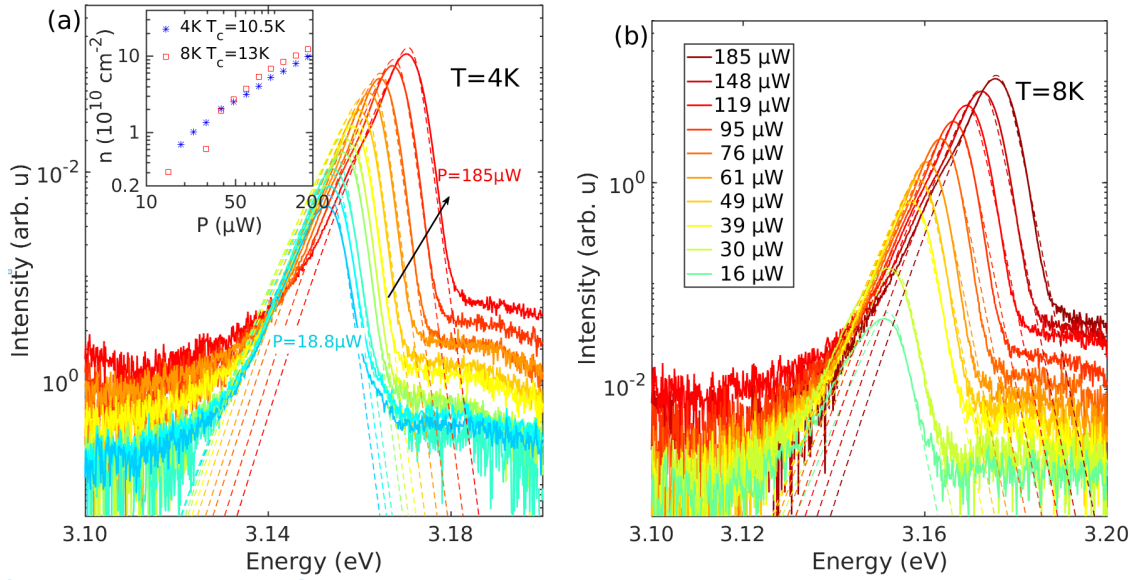 (a)
4K T_c=10.5K
8K T_c=13K
n (10^10 cm^-2)
10
1
0.2
10
50
200
P (µW)
T=4K
P=185µW
P=18.8µW
Intensity (arb. u)
10^-2
10^0
3.10
3.14
3.18
Energy (eV)
(b)
185 µW
148 µW
119 µW
95 µW
76 µW
61 µW
49 µW
39 µW
30 µW
16 µW
T=8K
Intensity (arb. u)
10^0
10^-2
3.10
3.12
3.14
3.16
3.18
3.20
Energy (eV)